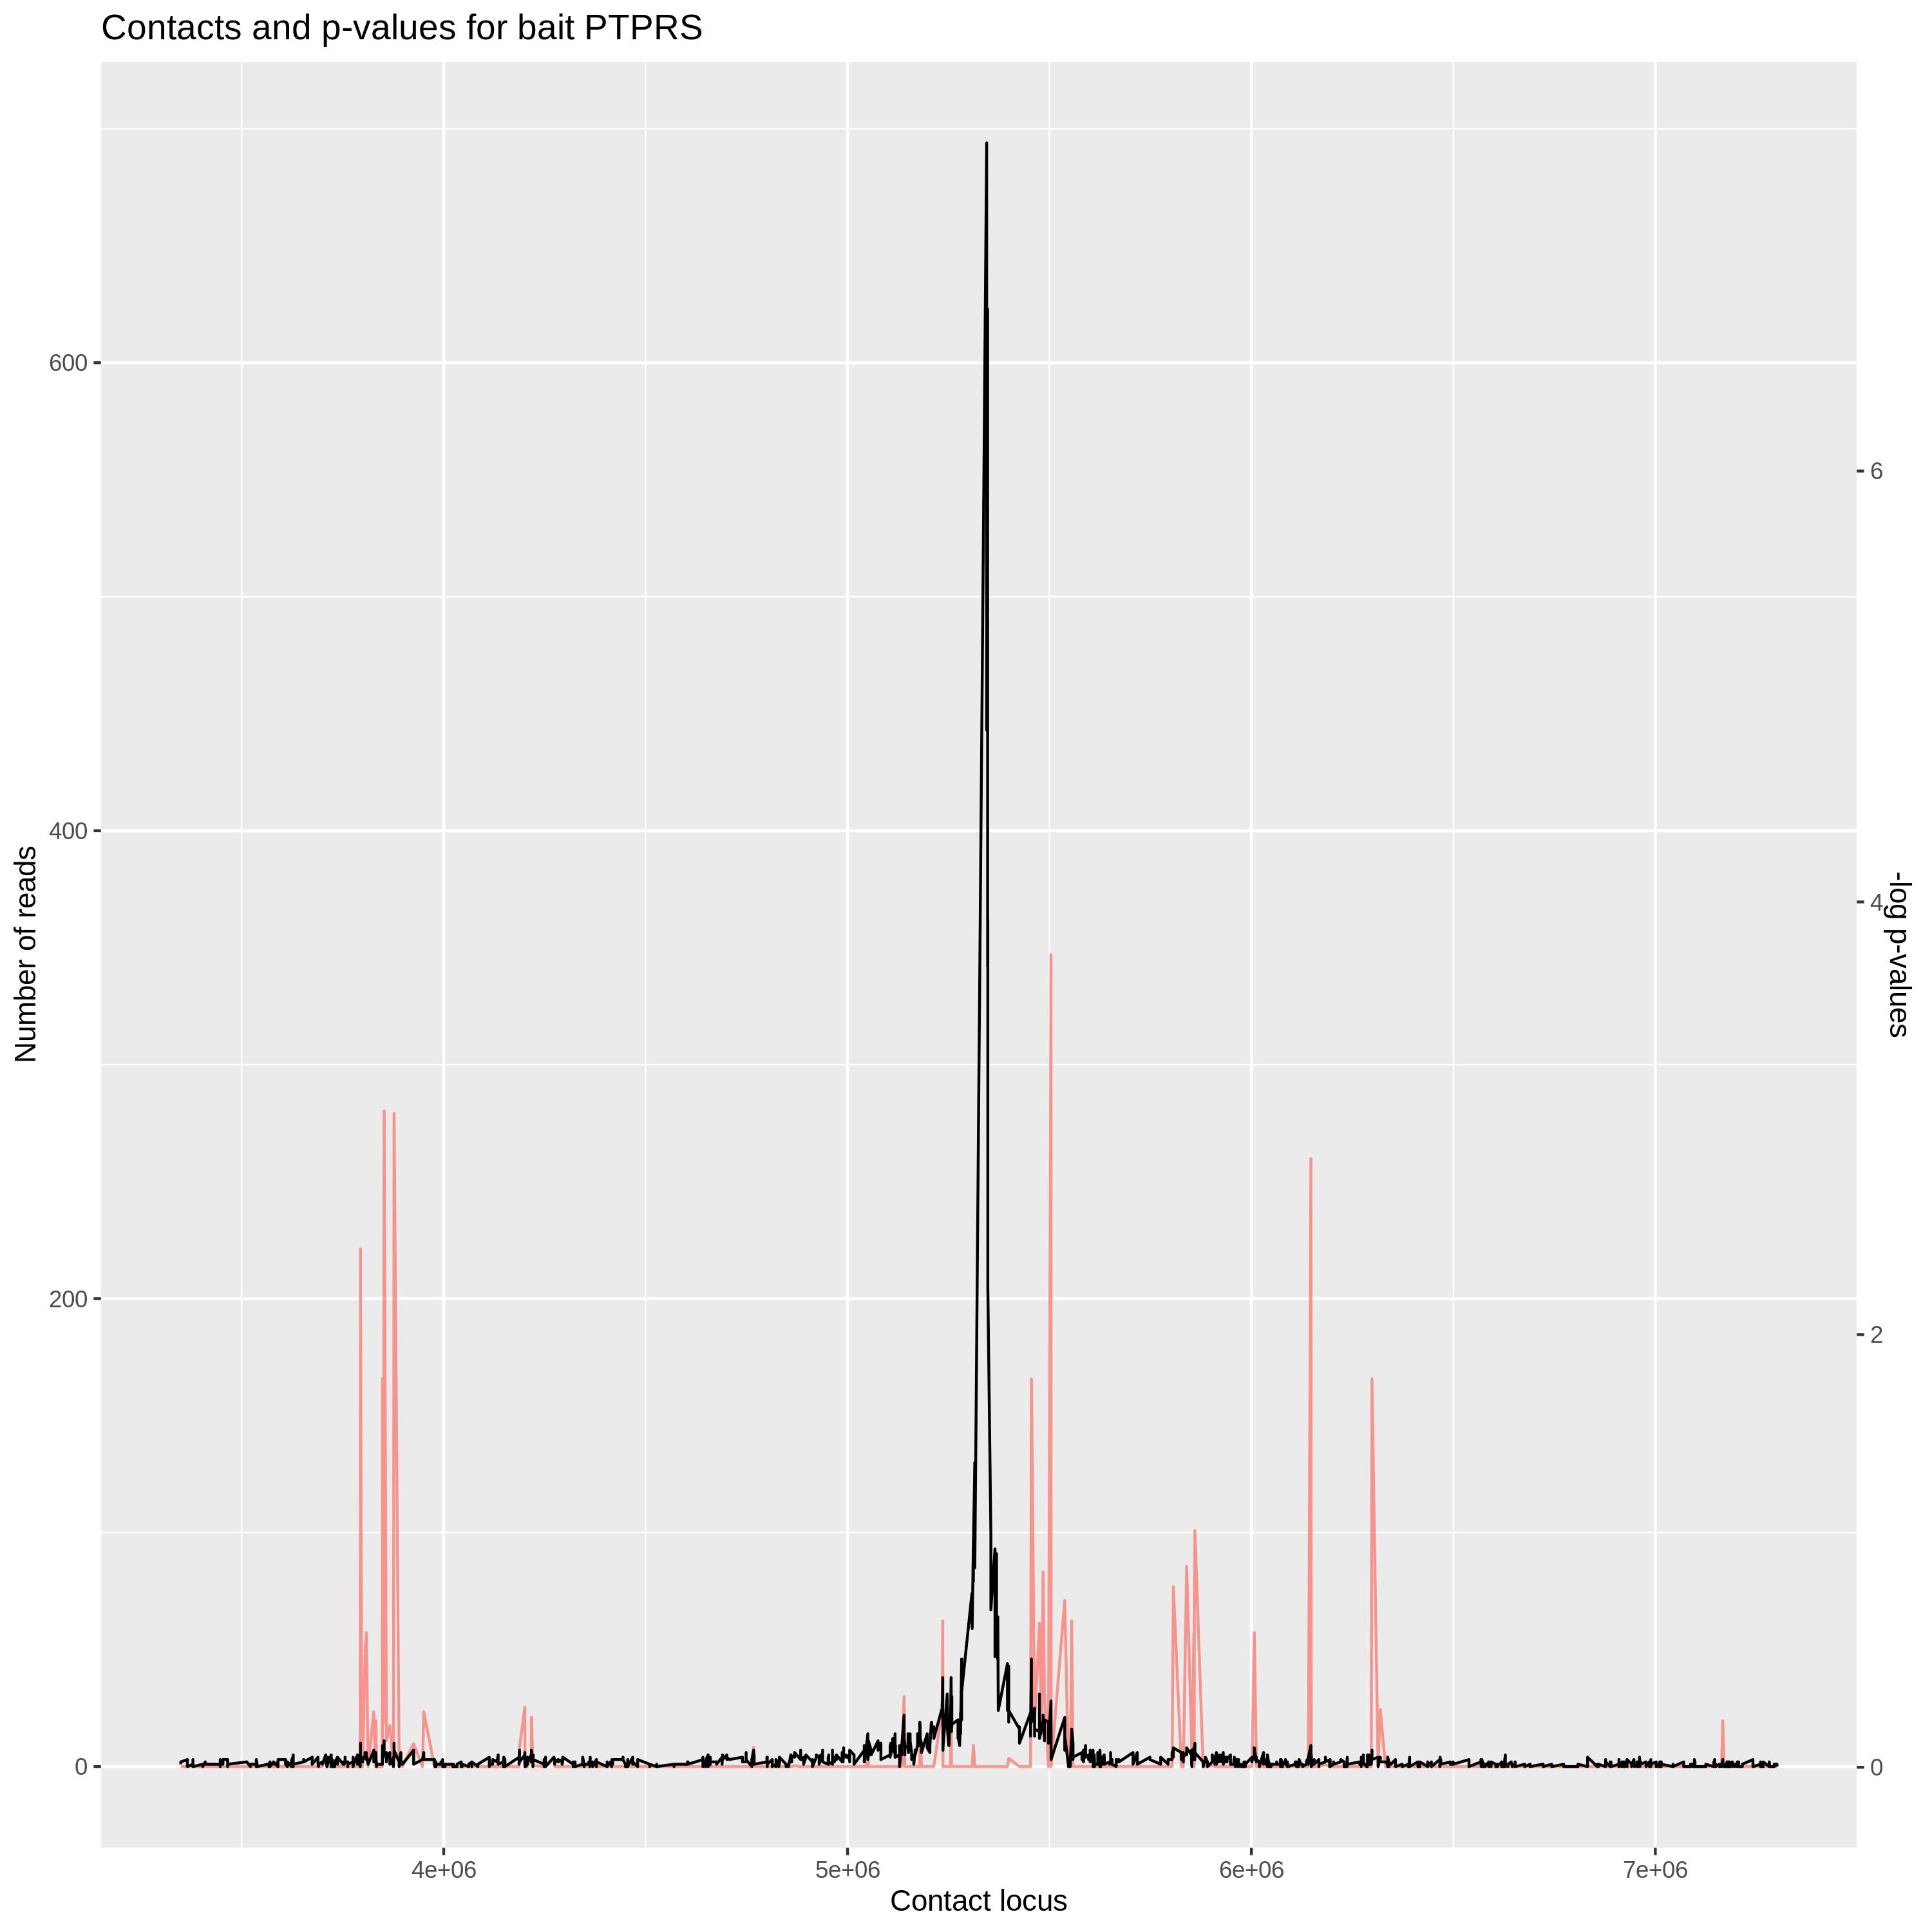 Contacts and p-values for bait PTPRS
Number of reads
600
400
200
0
6
4
2
0
-log p-values
4e+06
5e+06
6e+06
7e+06
Contact locus